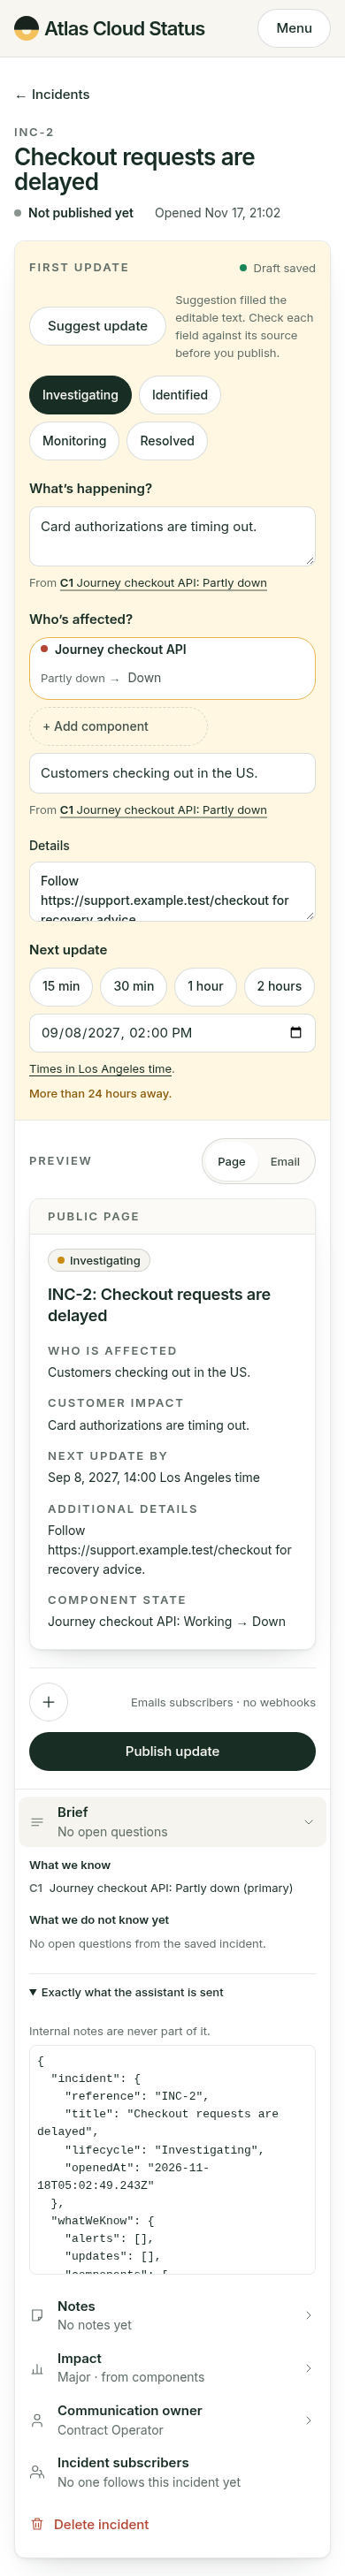 Atlas Cloud Status
Menu
← Incidents
INC-2
Checkout requests are
delayed
Not published yet
Opened Nov 17, 21:02
FIRST UPDATE
Draft saved
Suggest update
Suggestion filled the
editable text. Check each
field against its source
before you publish.
Investigating
Identified
Monitoring
Resolved
What's happening?
Card authorizations are timing out.
From C1 Journey checkout API: Partly down
Who's affected?
Journey checkout API
Partly down → Down
+ Add component
Customers checking out in the US.
From C1 Journey checkout API: Partly down
Details
Follow
https://support.example.test/checkout for
recovery advice.
Next update
15 min
30 min
1 hour
2 hours
09/08/2027, 02:00 PM
Times in Los Angeles time.
More than 24 hours away.
PREVIEW
Page
Email
PUBLIC PAGE
Investigating
INC-2: Checkout requests are
delayed
WHO IS AFFECTED
Customers checking out in the US.
CUSTOMER IMPACT
Card authorizations are timing out.
NEXT UPDATE BY
Sep 8, 2027, 14:00 Los Angeles time
ADDITIONAL DETAILS
Follow
https://support.example.test/checkout for
recovery advice.
COMPONENT STATE
Journey checkout API: Working → Down
+
Emails subscribers · no webhooks
Publish update
Brief
No open questions
What we know
C1 Journey checkout API: Partly down (primary)
What we do not know yet
No open questions from the saved incident.
▼ Exactly what the assistant is sent
Internal notes are never part of it.
{
"incident": {
"reference": "INC-2",
"title": "Checkout requests are
delayed",
"lifecycle": "Investigating",
"openedAt": "2026-11-
18T05:02:49.243Z"
},
"whatWeKnow": {
"alerts": [],
"updates": [],
"components": [
Notes
No notes yet
Impact
Major · from components
Communication owner
Contract Operator
Incident subscribers
No one follows this incident yet
Delete incident